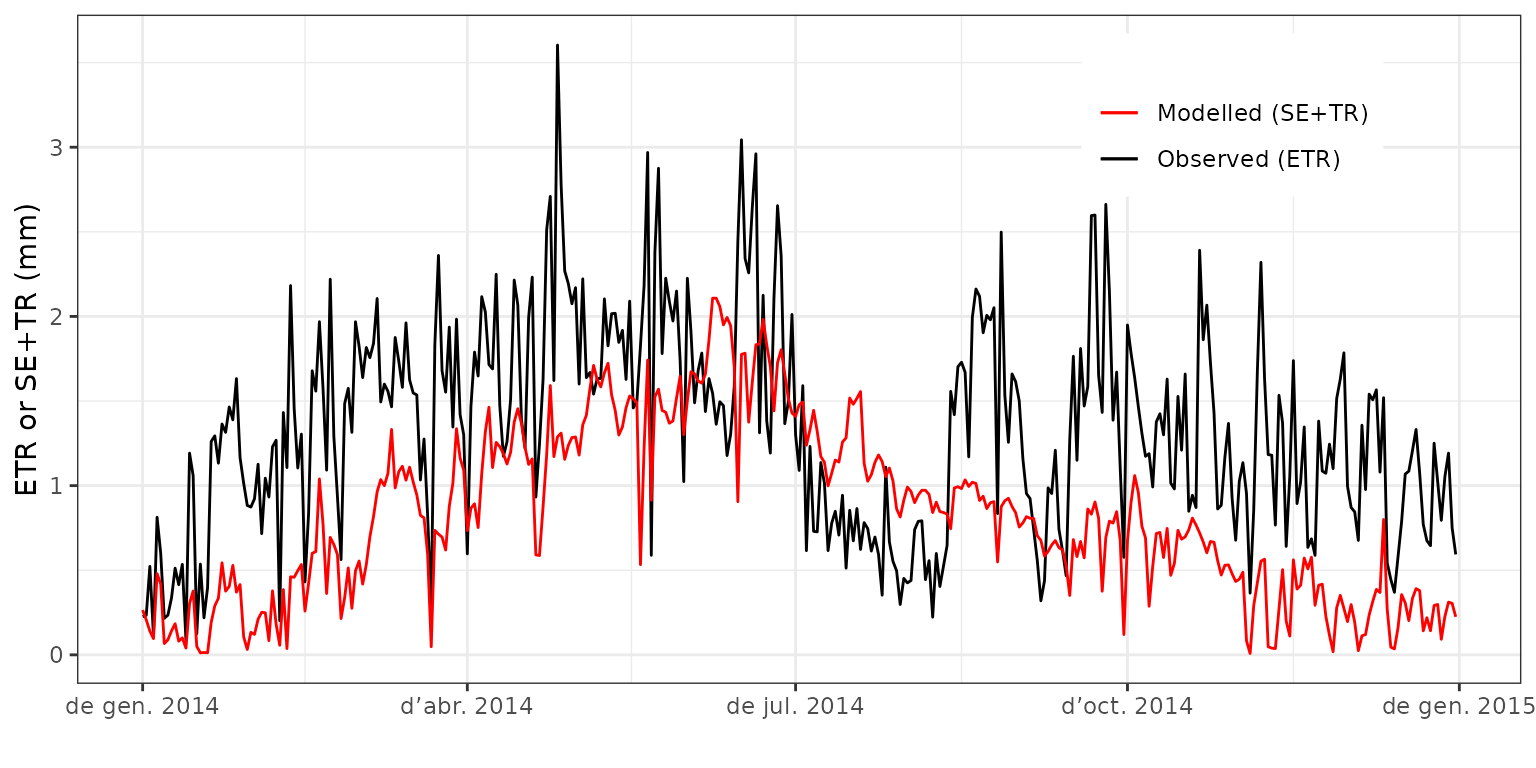 Modelled (SE+TR)
Observed (ETR)
ETR or SE+TR (mm)
3
2
1
0
de gen. 2014
d’abr. 2014
de jul. 2014
d’oct. 2014
de gen. 2015